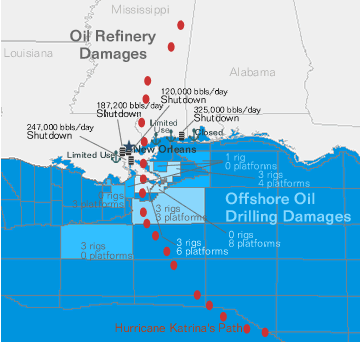 Mississippi
Oil Refinery
Damages
Louisiana
Alabama
120,000 bbls/day
Shutdown
187,200 bbls/day
Shutdown
325,000 bbls/day
Shutdown
Limited
Use
Closed
247,000 bbls/day
Shutdown
New Orleans
Limited Use
1 rig
0 platforms
3 rigs
4 platforms
Offshore Oil
Drilling Damages
rigs
3 rigs
3 platforms
0 rigs
8 platforms
3 rigs
6 platforms
3 rigs
0 platforms
Hurricane Katrina's Path